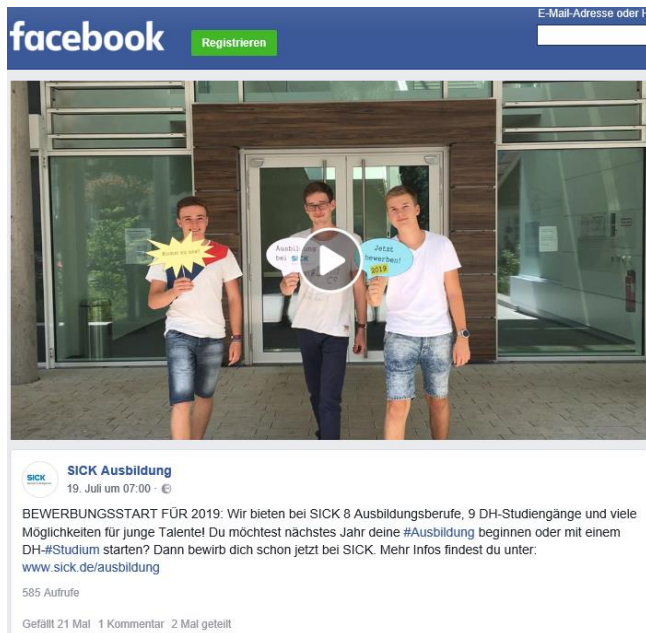 E-Mail-Adresse oder H
facebook
Registrieren
Komm zu uns!
Ausbildung
bei SICK
Jetzt
bewerben!
2019
SICK
SICK Ausbildung
19. Juli um 07:00 ·
BEWERBUNGSSTART FÜR 2019: Wir bieten bei SICK 8 Ausbildungsberufe, 9 DH-Studiengänge und viele
Möglichkeiten für junge Talente! Du möchtest nächstes Jahr deine #Ausbildung beginnen oder mit einem
DH-#Studium starten? Dann bewirb dich schon jetzt bei SICK. Mehr Infos findest du unter:
www.sick.de/ausbildung
585 Aufrufe
Gefällt 21 Mal 1 Kommentar 2 Mal geteilt